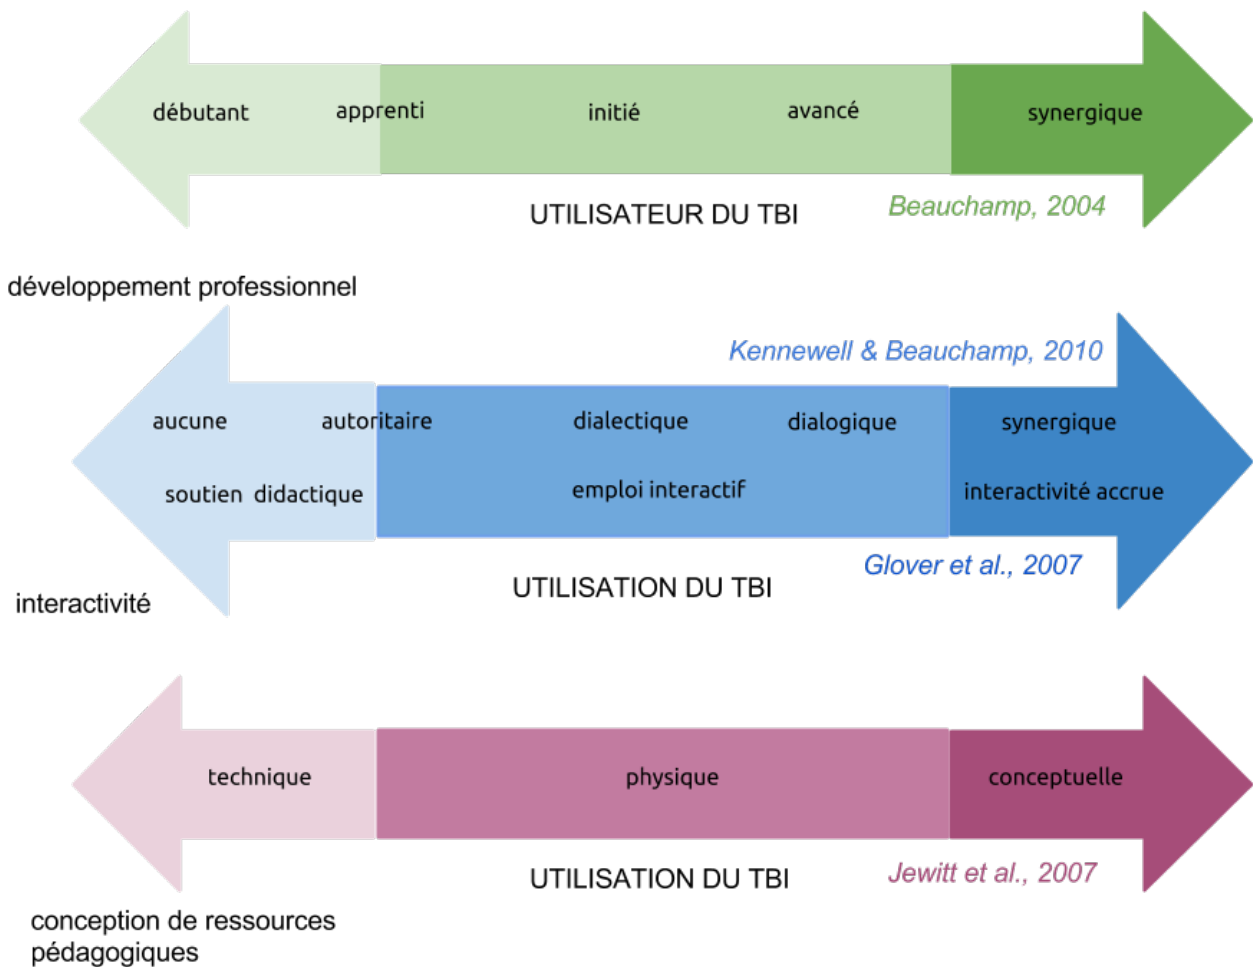 débutant apprenti initié avancé synergique
UTILISATEUR DU TBI Beauchamp, 2004
développement professionnel
Kennewell & Beauchamp, 2010
aucune autoritaire dialectique dialogique synergique
soutien didactique emploi interactif interactivité accrue
Glover et al., 2007
UTILISATION DU TBI
interactivité
technique physique conceptuelle
UTILISATION DU TBI Jewitt et al., 2007
conception de ressources
pédagogiques